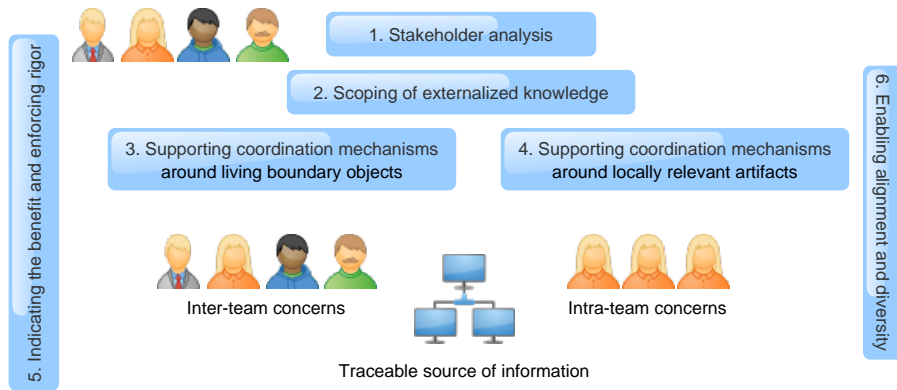 1. Stakeholder analysis
2. Scoping of externalized knowledge
3. Supporting coordination mechanisms
around living boundary objects
4. Supporting coordination mechanisms
around locally relevant artifacts
5. Indicating the benefit and enforcing rigor
6. Enabling alignment and diversity
Inter-team concerns
Intra-team concerns
Traceable source of information